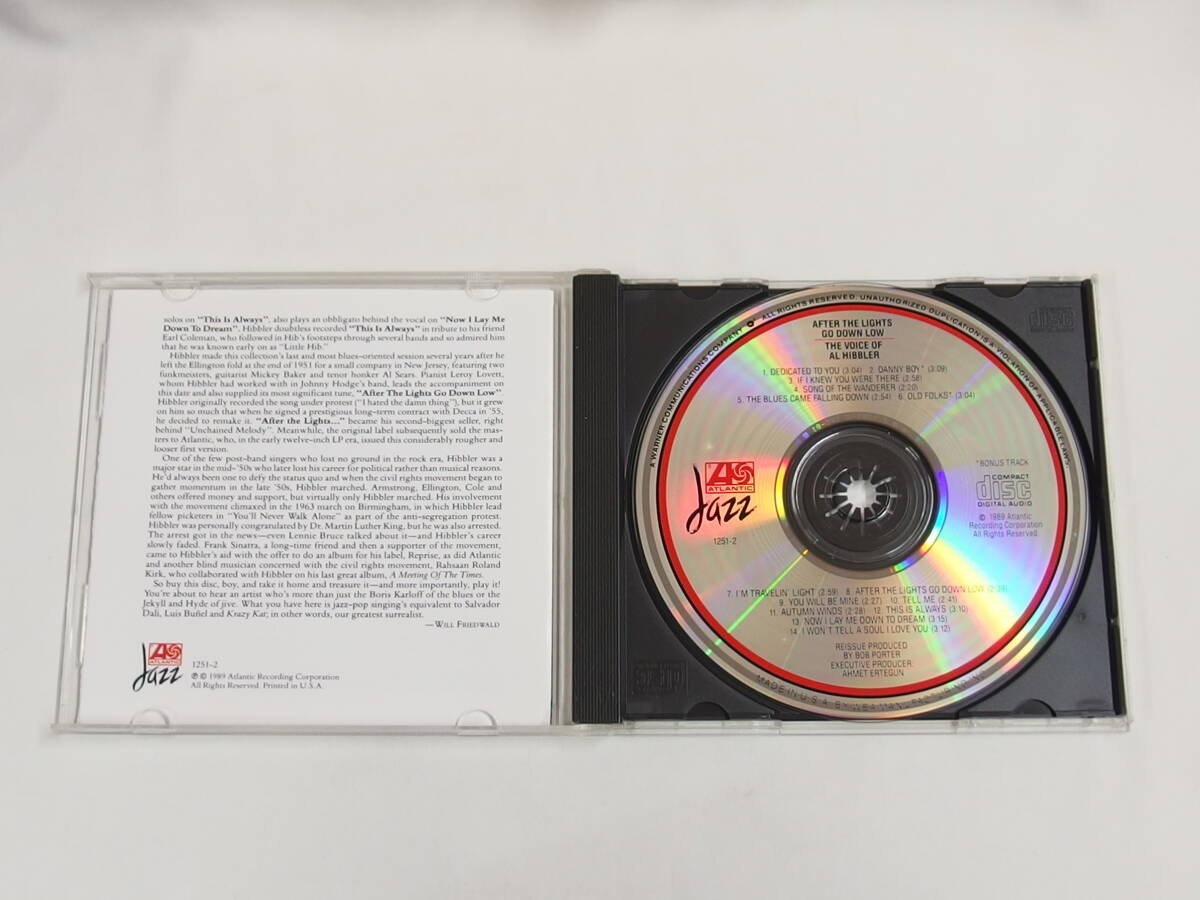 solos on "This Is Always", also plays an obbligato behind the vocal on "Now I Lay Me
Down To Dream". Hibbler doubtless recorded "This Is Always" in tribute to his friend
Earl Coleman, who followed in Hib's footsteps through several bands and so admired him
that he was known early on as "Little Hib."
Hibbler made this collection's last and most blues-oriented session several years after he
left the Ellington fold at the end of 1951 for a small company in New Jersey, featuring two
funkmeisters, guitarist Mickey Baker and tenor honker Al Sears. Pianist Leroy Lovett,
whom Hibbler had worked with in Johnny Hodge's band, leads the accompaniment on
this date and also supplied its most significant tune, "After The Lights Go Down Low".
Hibbler originally recorded the song under protest ("I hated the damn thing"), but it grew
on him so much that when he signed a prestigious long-term contract with Decca in '55,
he decided to remake it. "After the Lights..." became his second-biggest seller, right
behind "Unchained Melody". Meanwhile, the original label subsequently sold the mas-
ters to Atlantic, who, in the early twelve-inch LP era, issued this considerably rougher and
looser first version.
One of the few post-band singers who lost no ground in the rock era, Hibbler was a
major star in the mid-'50s who later lost his career for political rather than musical reasons.
He'd always been one to defy the status quo and when the civil rights movement began to
gather momentum in the late '50s, Hibbler marched. Armstrong, Ellington, Cole and
others offered money and support, but virtually only Hibbler marched. His involvement
with the movement climaxed in the 1963 march on Birmingham, in which Hibbler lead
fellow picketers in "You'll Never Walk Alone" as part of the anti-segregation protest.
Hibbler was personally congratulated by Dr. Martin Luther King, but he was also arrested.
The arrest got in the news—even Lennie Bruce talked about it—and Hibbler's career
slowly faded. Frank Sinatra, a long-time friend and then a supporter of the movement,
came to Hibbler's aid with the offer to do an album for his label, Reprise, as did Atlantic
and another blind musician concerned with the civil rights movement, Rahsaan Roland
Kirk, who collaborated with Hibbler on his last great album, A Meeting Of The Times.
So buy this disc, boy, and take it home and treasure it—and more importantly, play it!
You're about to hear an artist who's more than just the Boris Karloff of the blues or the
Jekyll and Hyde of jive. What you have here is jazz-pop singing's equivalent to Salvador
Dali, Luis Buñel and Krazy Kat; in other words, our greatest surrealist.
—Will Friedwald
ATLANTIC
Jazz
1251-2
℗ © 1989 Atlantic Recording Corporation
All Rights Reserved. Printed in U.S.A.
A WARNER COMMUNICATIONS COMPANY ALL RIGHTS RESERVED. UNAUTHORIZED DUPLICATION IS A VIOLATION OF APPLICABLE LAWS.
AFTER THE LIGHTS
GO DOWN LOW
THE VOICE OF
AL HIBBLER
1. DEDICATED TO YOU (3:04) 2. DANNY BOY* (3:09)
3. IF I KNEW YOU WERE THERE (2:58)
4. SONG OF THE WANDERER (2:20)
5. THE BLUES CAME FALLING DOWN (2:54) 6. OLD FOLKS* (3:04)
ATLANTIC
Jazz
1251-2
*BONUS TRACK
COMPACT
disc
DIGITAL AUDIO
© 1989 Atlantic
Recording Corporation
All Rights Reserved.
7. I'M TRAVELIN' LIGHT (2:59) 8. AFTER THE LIGHTS GO DOWN LOW (2:39)
9. YOU WILL BE MINE (2:27) 10. TELL ME (2:41)
11. AUTUMN WINDS (2:28) 12. THIS IS ALWAYS (3:10)
13. NOW I LAY ME DOWN TO DREAM (3:15)
14. I WON'T TELL A SOUL I LOVE YOU (3:12)
REISSUE PRODUCED
BY BOB PORTER
EXECUTIVE PRODUCER:
AHMET ERTEGUN
MADE IN U.S.A. BY WEA MANUFACTURING INC.
disc